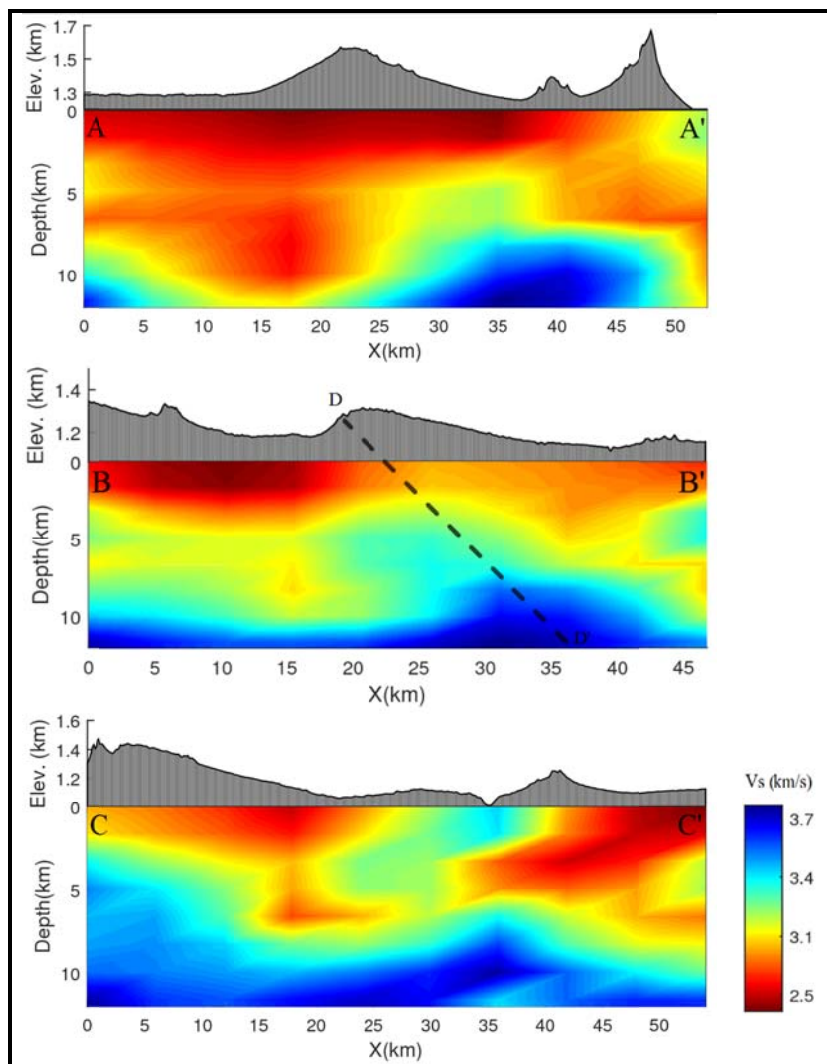 Elev. (km)
1.7
1.5
1.3
0
A
A'
Depth(km)
5
10
0 5 10 15 20 25 30 35 40 45 50
X(km)
Elev. (km)
1.4
1.2
0
D
B
B'
Depth(km)
5
10
D'
0 5 10 15 20 25 30 35 40 45
X(km)
Elev. (km)
1.6
1.4
1.2
0
C
C'
Depth(km)
5
10
0 5 10 15 20 25 30 35 40 45 50
X(km)
Vs (km/s)
3.7
3.4
3.1
2.5